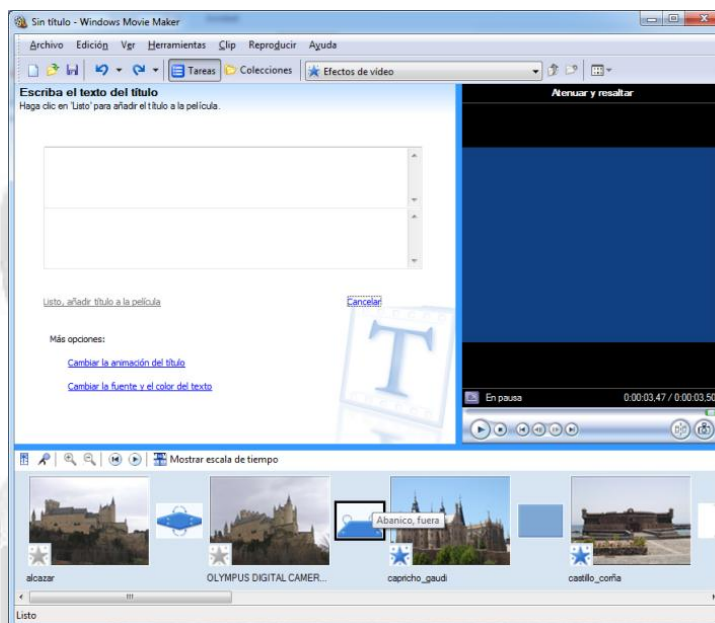 Sin título - Windows Movie Maker
Archivo Edición Ver Herramientas Clip Reproducir Ayuda
Tareas Colecciones Efectos de vídeo
Escriba el texto del título
Haga clic en 'Listo' para añadir el título a la película.
Atenuar y resaltar
Listo, añadir título a la película
Cancelar
Más opciones:
Cambiar la animación del título
Cambiar la fuente y el color del texto
T
En pausa
0:00:03,47 / 0:00:03,50
Mostrar escala de tiempo
Abanico, fuera
alcazar
OLYMPUS DIGITAL CAMER...
capricho_gaudi
castillo_corña
Listo